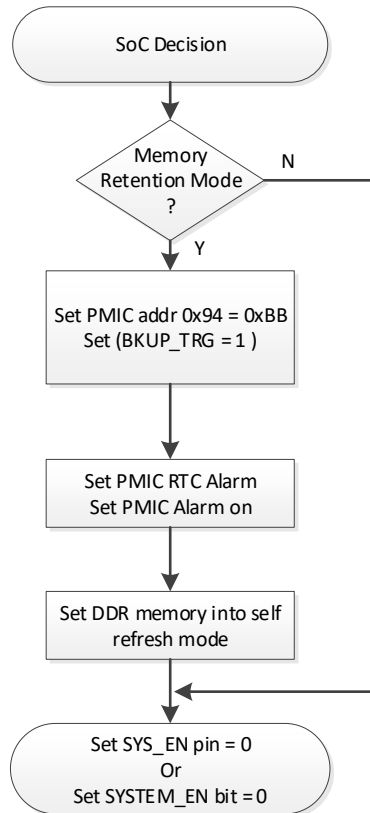 SoC Decision
Memory
Retention Mode
?
N
Y
Set PMIC addr 0x94 = 0xBB
Set (BKUP_TRG = 1 )
Set PMIC RTC Alarm
Set PMIC Alarm on
Set DDR memory into self
refresh mode
Set SYS_EN pin = 0
Or
Set SYSTEM_EN bit = 0